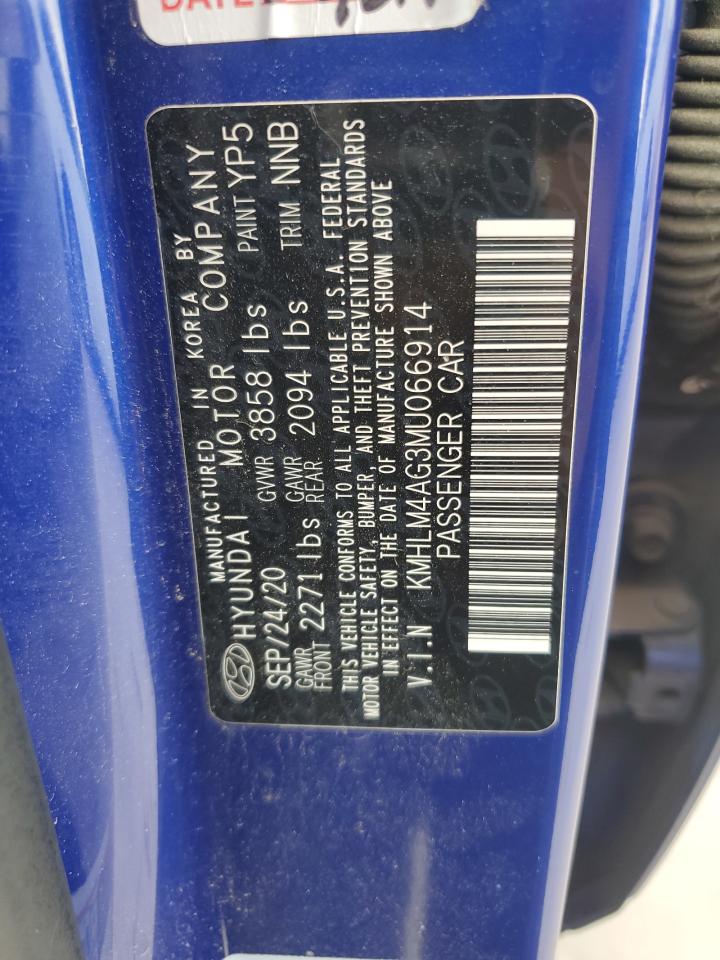 DATE
MANUFACTURED IN KOREA BY
HYUNDAI MOTOR COMPANY
SEP/24/20 GVWR 3858 lbs PAINT YP5
GAWR FRONT 2271 lbs GAWR REAR 2094 lbs TRIM NNB
THIS VEHICLE CONFORMS TO ALL APPLICABLE U.S.A. FEDERAL
MOTOR VEHICLE SAFETY, BUMPER, AND THEFT PREVENTION STANDARDS
IN EFFECT ON THE DATE OF MANUFACTURE SHOWN ABOVE
V.I.N KMHLM4AG3MU066914
PASSENGER CAR